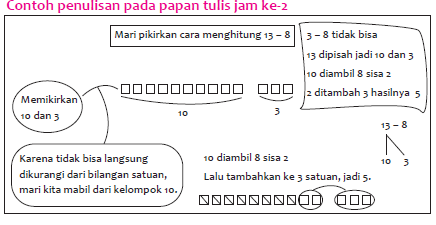 Contoh penulisan pada papan tulis jam ke-2
Mari pikirkan cara menghitung 13 – 8
3 – 8 tidak bisa
13 dipisah jadi 10 dan 3
10 diambil 8 sisa 2
2 ditambah 3 hasilnya 5
Memikirkan
10 dan 3
10
3
13 – 8
10 3
Karena tidak bisa langsung
dikurangi dari bilangan satuan,
mari kita mabil dari kelompok 10.
10 diambil 8 sisa 2
Lalu tambahkan ke 3 satuan, jadi 5.